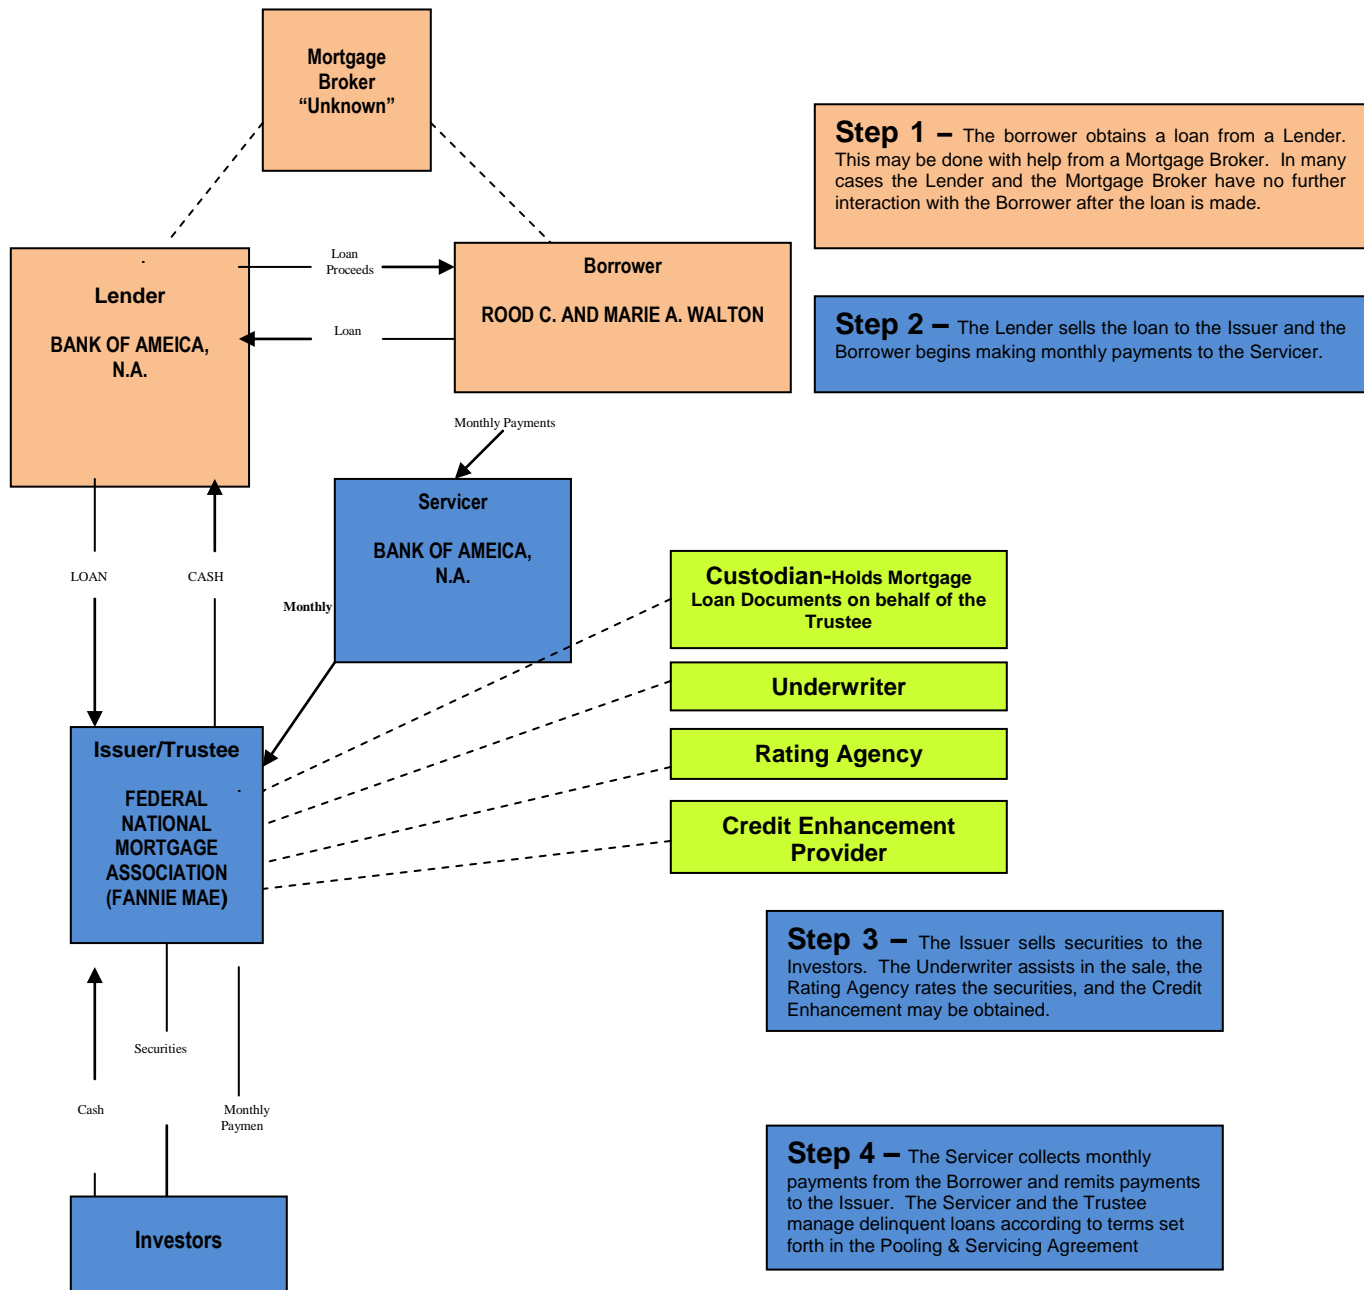 Mortgage
Broker
“Unknown”
Step 1 – The borrower obtains a loan from a Lender.
This may be done with help from a Mortgage Broker. In many
cases the Lender and the Mortgage Broker have no further
interaction with the Borrower after the loan is made.
Lender
BANK OF AMEICA,
N.A.
Loan
Proceeds
Loan
Borrower
ROOD C. AND MARIE A. WALTON
Step 2 – The Lender sells the loan to the Issuer and the
Borrower begins making monthly payments to the Servicer.
Monthly Payments
Servicer
BANK OF AMEICA,
N.A.
LOAN
CASH
Monthly
Custodian-Holds Mortgage
Loan Documents on behalf of the
Trustee
Underwriter
Rating Agency
Credit Enhancement
Provider
Issuer/Trustee
FEDERAL
NATIONAL
MORTGAGE
ASSOCIATION
(FANNIE MAE)
Step 3 – The Issuer sells securities to the
Investors. The Underwriter assists in the sale, the
Rating Agency rates the securities, and the Credit
Enhancement may be obtained.
Securities
Cash
Monthly
Paymen
Step 4 – The Servicer collects monthly
payments from the Borrower and remits payments
to the Issuer. The Servicer and the Trustee
manage delinquent loans according to terms set
forth in the Pooling & Servicing Agreement
Investors